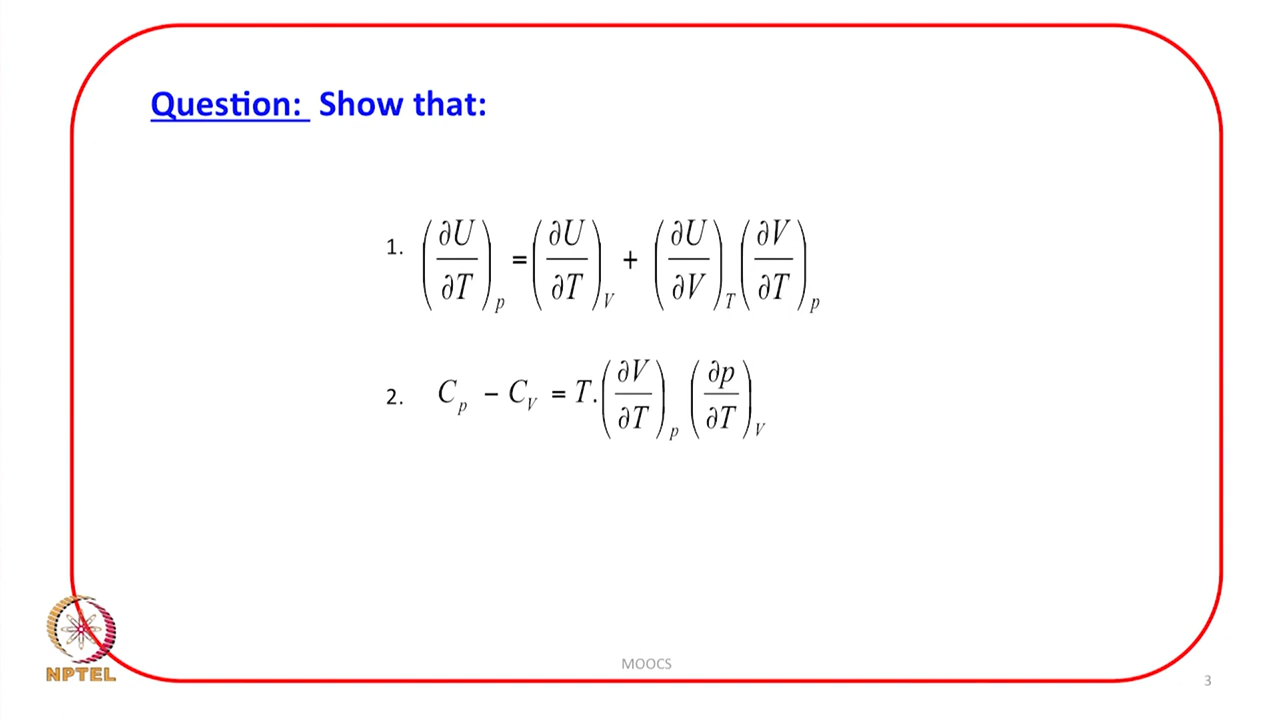 Question: Show that:
1. (∂U/∂T)_p = (∂U/∂T)_V + (∂U/∂V)_T (∂V/∂T)_p
2. C_p – C_V = T.(∂V/∂T)_p (∂p/∂T)_V
NPTEL
MOOCS
3